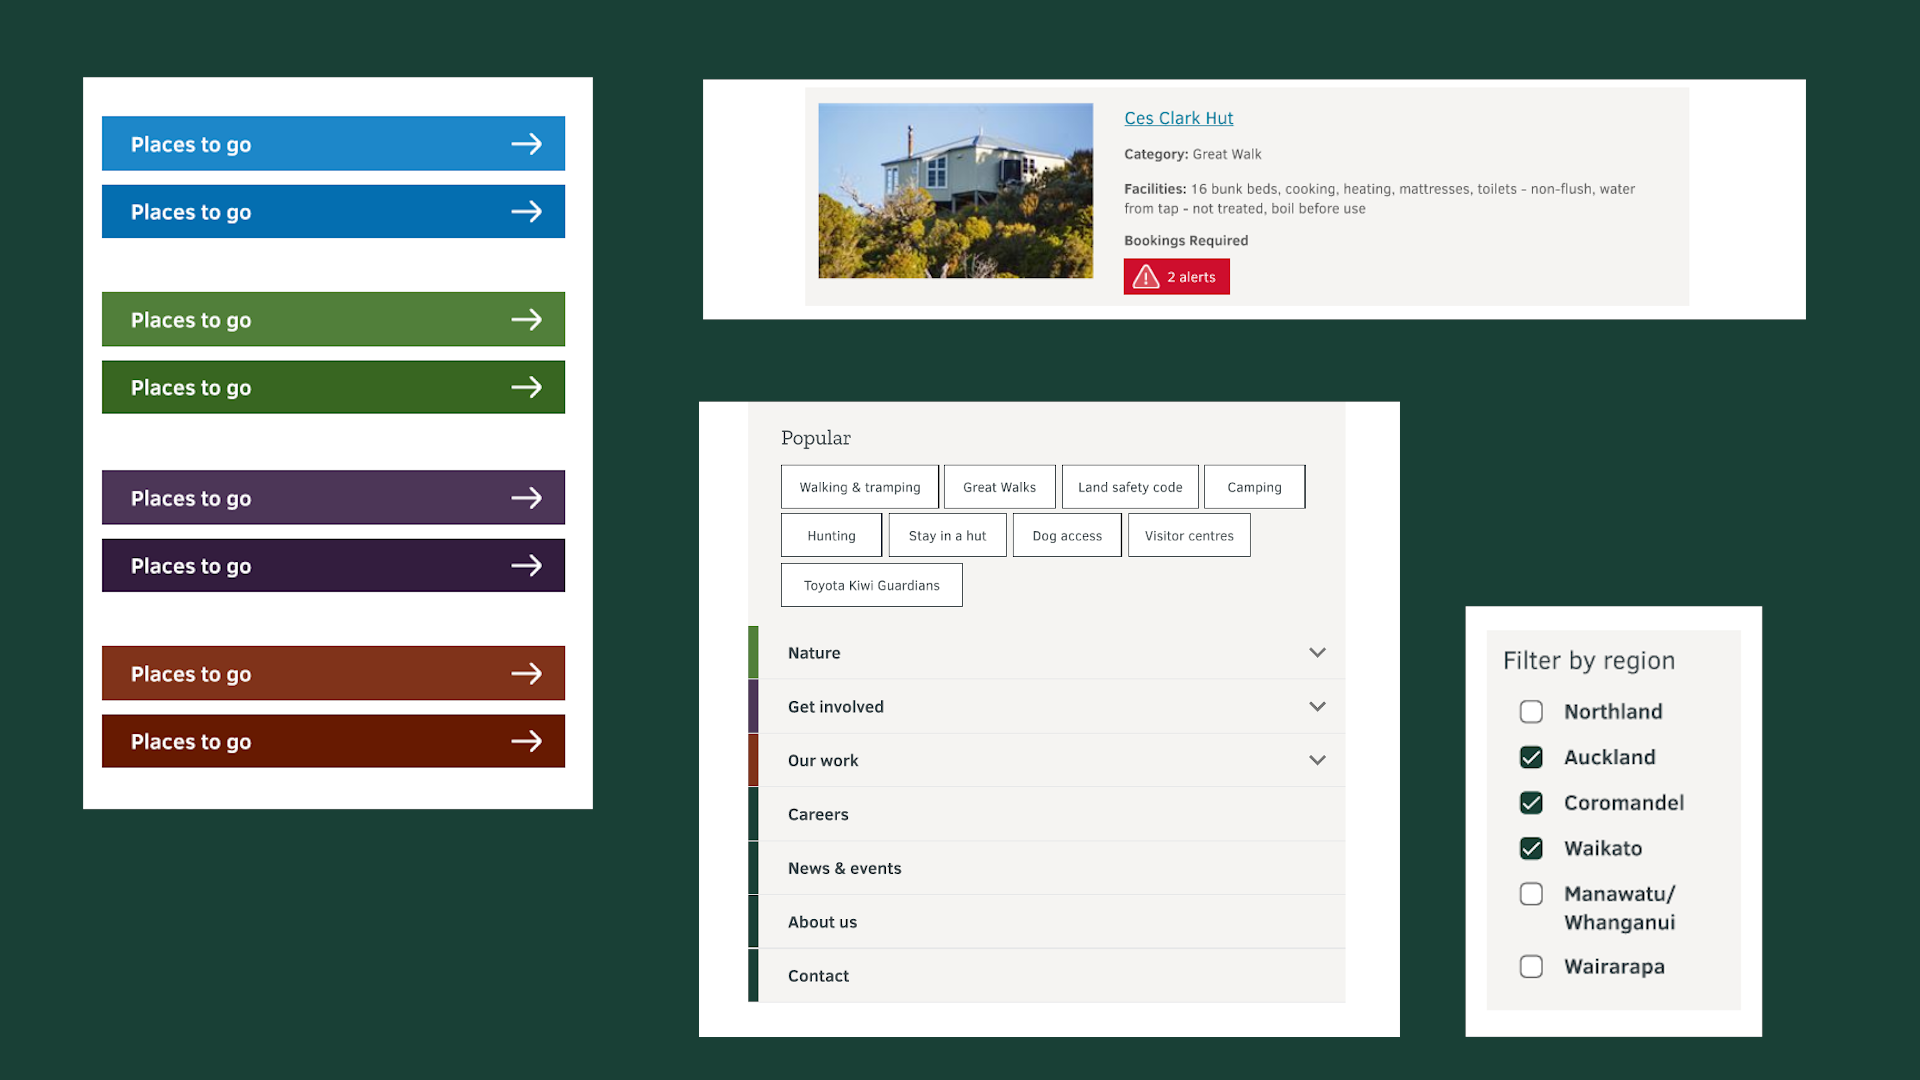 Places to go
Places to go
Places to go
Places to go
Places to go
Places to go
Places to go
Places to go
Ces Clark Hut
Category: Great Walk
Facilities: 16 bunk beds, cooking, heating, mattresses, toilets - non-flush, water
from tap - not treated, boil before use
Bookings Required
2 alerts
Popular
Walking & tramping
Great Walks
Land safety code
Camping
Hunting
Stay in a hut
Dog access
Visitor centres
Toyota Kiwi Guardians
Nature
Get involved
Our work
Careers
News & events
About us
Contact
Filter by region
Northland
Auckland
Coromandel
Waikato
Manawatu/
Whanganui
Wairarapa